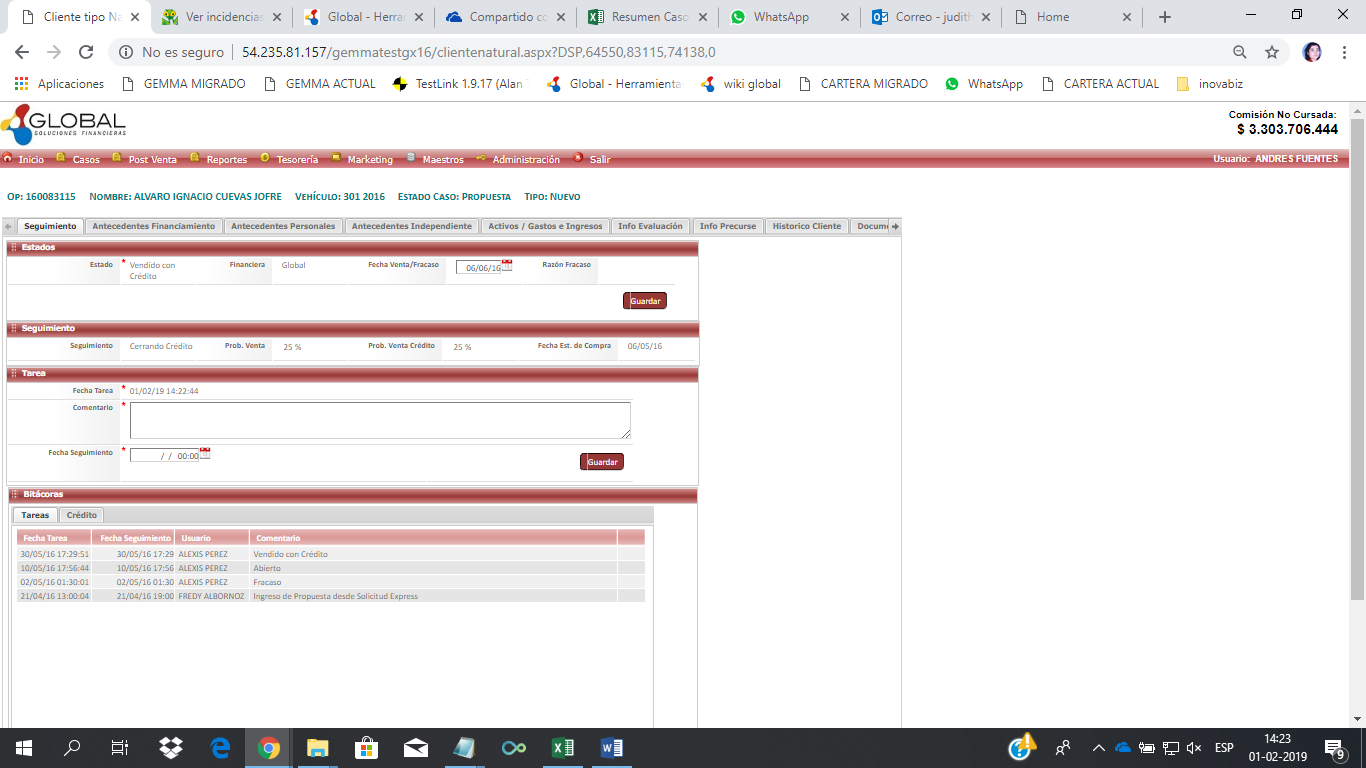 Cliente tipo Na
Ver incidencias
Global - Herrar
Compartido co
Resumen Caso
WhatsApp
Correo - judith
Home
No es seguro
54.235.81.157/gemmatestgx16/clientenatural.aspx?DSP,64550,83115,74138,0
Aplicaciones
GEMMA MIGRADO
GEMMA ACTUAL
TestLink 1.9.17 (Alan
Global - Herramienta
wiki global
CARTERA MIGRADO
WhatsApp
CARTERA ACTUAL
inovabiz
GLOBAL
SOLUCIONES FINANCIERAS
Comisión No Cursada:
$ 3.303.706.444
Inicio Casos Post Venta Reportes Tesorería Marketing Maestros Administración Salir
Usuario: ANDRES FUENTES
OP: 160083115 NOMBRE: ALVARO IGNACIO CUEVAS JOFRE VEHÍCULO: 301 2016 ESTADO CASO: PROPUESTA TIPO: NUEVO
Seguimiento Antecedentes Financiamiento Antecedentes Personales Antecedentes Independiente Activos / Gastos e Ingresos Info Evaluación Info Precurse Historico Cliente Docume
Estados
Estado * Vendido con Crédito Financiera Global Fecha Venta/Fracaso 06/06/16 Razón Fracaso
Guardar
Seguimiento
Seguimiento Cerrando Crédito Prob. Venta 25 % Prob. Venta Crédito 25 % Fecha Est. de Compra 06/05/16
Tarea
Fecha Tarea * 01/02/19 14:22:44
Comentario *
Fecha Seguimiento * / / 00:00
Guardar
Bitácoras
Tareas Crédito
Fecha Tarea Fecha Seguimiento Usuario Comentario
30/05/16 17:29:51 30/05/16 17:29 ALEXIS PEREZ Vendido con Crédito
10/05/16 17:56:44 10/05/16 17:56 ALEXIS PEREZ Abierto
02/05/16 01:30:01 02/05/16 01:30 ALEXIS PEREZ Fracaso
21/04/16 13:00:04 21/04/16 19:00 FREDY ALBORNOZ Ingreso de Propuesta desde Solicitud Express
ESP
14:23
01-02-2019
9